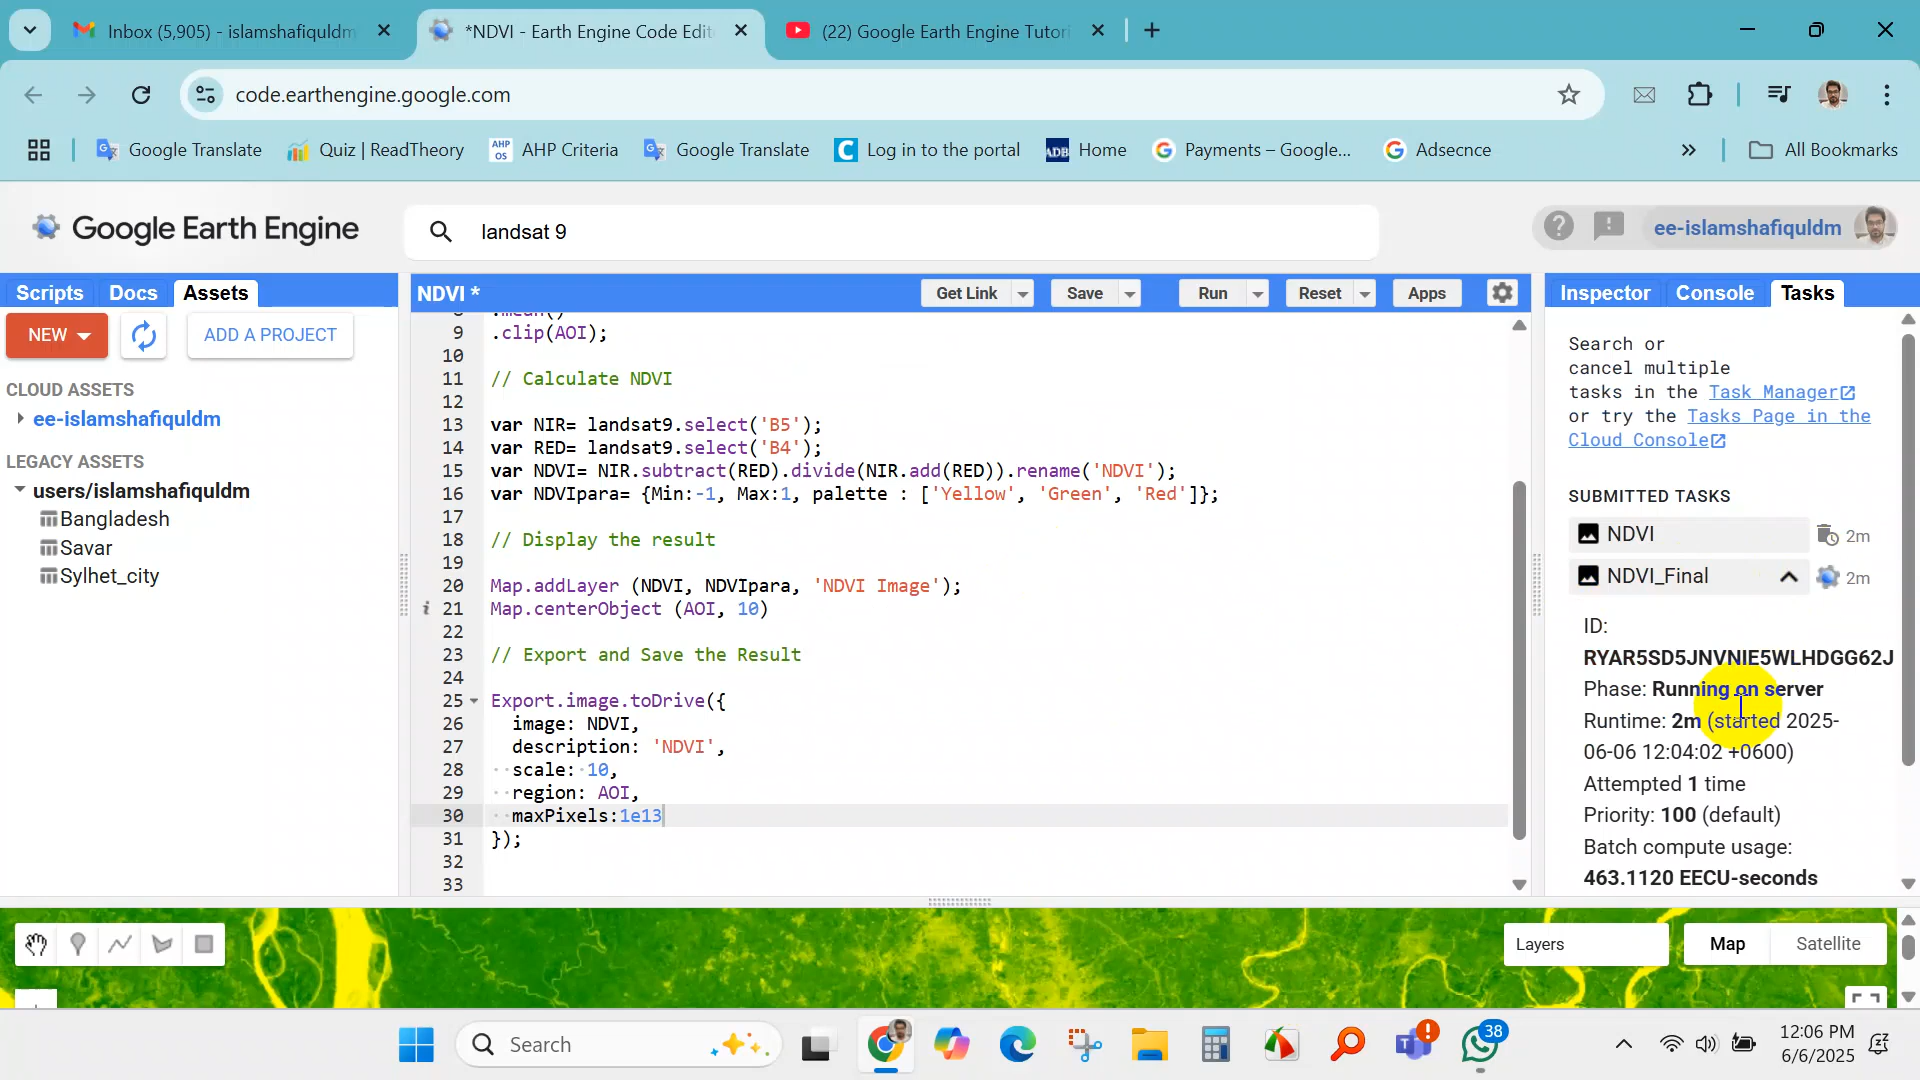 Inbox (5,905) - islamshafiquldm
*NDVI - Earth Engine Code Edit
(22) Google Earth Engine Tutori
code.earthengine.google.com
Google Translate
Quiz | ReadTheory
AHP OS
AHP Criteria
Google Translate
Log in to the portal
ADB
Home
Payments – Google...
Adsecnce
All Bookmarks
Google Earth Engine
landsat 9
ee-islamshafiquldm
Scripts Docs Assets
NDVI *
Get Link Save Run Reset Apps
Inspector Console Tasks
NEW
ADD A PROJECT
CLOUD ASSETS
ee-islamshafiquldm
LEGACY ASSETS
users/islamshafiquldm
Bangladesh
Savar
Sylhet_city
9 .clip(AOI);
10
11 // Calculate NDVI
12
13 var NIR= landsat9.select('B5');
14 var RED= landsat9.select('B4');
15 var NDVI= NIR.subtract(RED).divide(NIR.add(RED)).rename('NDVI');
16 var NDVIpara= {Min:-1, Max:1, palette : ['Yellow', 'Green', 'Red']};
17
18 // Display the result
19
20 Map.addLayer (NDVI, NDVIpara, 'NDVI Image');
i 21 Map.centerObject (AOI, 10)
22
23 // Export and Save the Result
24
25 Export.image.toDrive({
26 image: NDVI,
27 description: 'NDVI',
28 scale: 10,
29 region: AOI,
30 maxPixels:1e13
31 });
32
33
Search or
cancel multiple
tasks in the Task Manager
or try the Tasks Page in the
Cloud Console
SUBMITTED TASKS
NDVI 2m
NDVI_Final 2m
ID:
RYAR5SD5JNVNIE5WLHDGG62J
Phase: Running on server
Runtime: 2m (started 2025-
06-06 12:04:02 +0600)
Attempted 1 time
Priority: 100 (default)
Batch compute usage:
463.1120 EECU-seconds
Layers
Map Satellite
Search
38
12:06 PM
6/6/2025